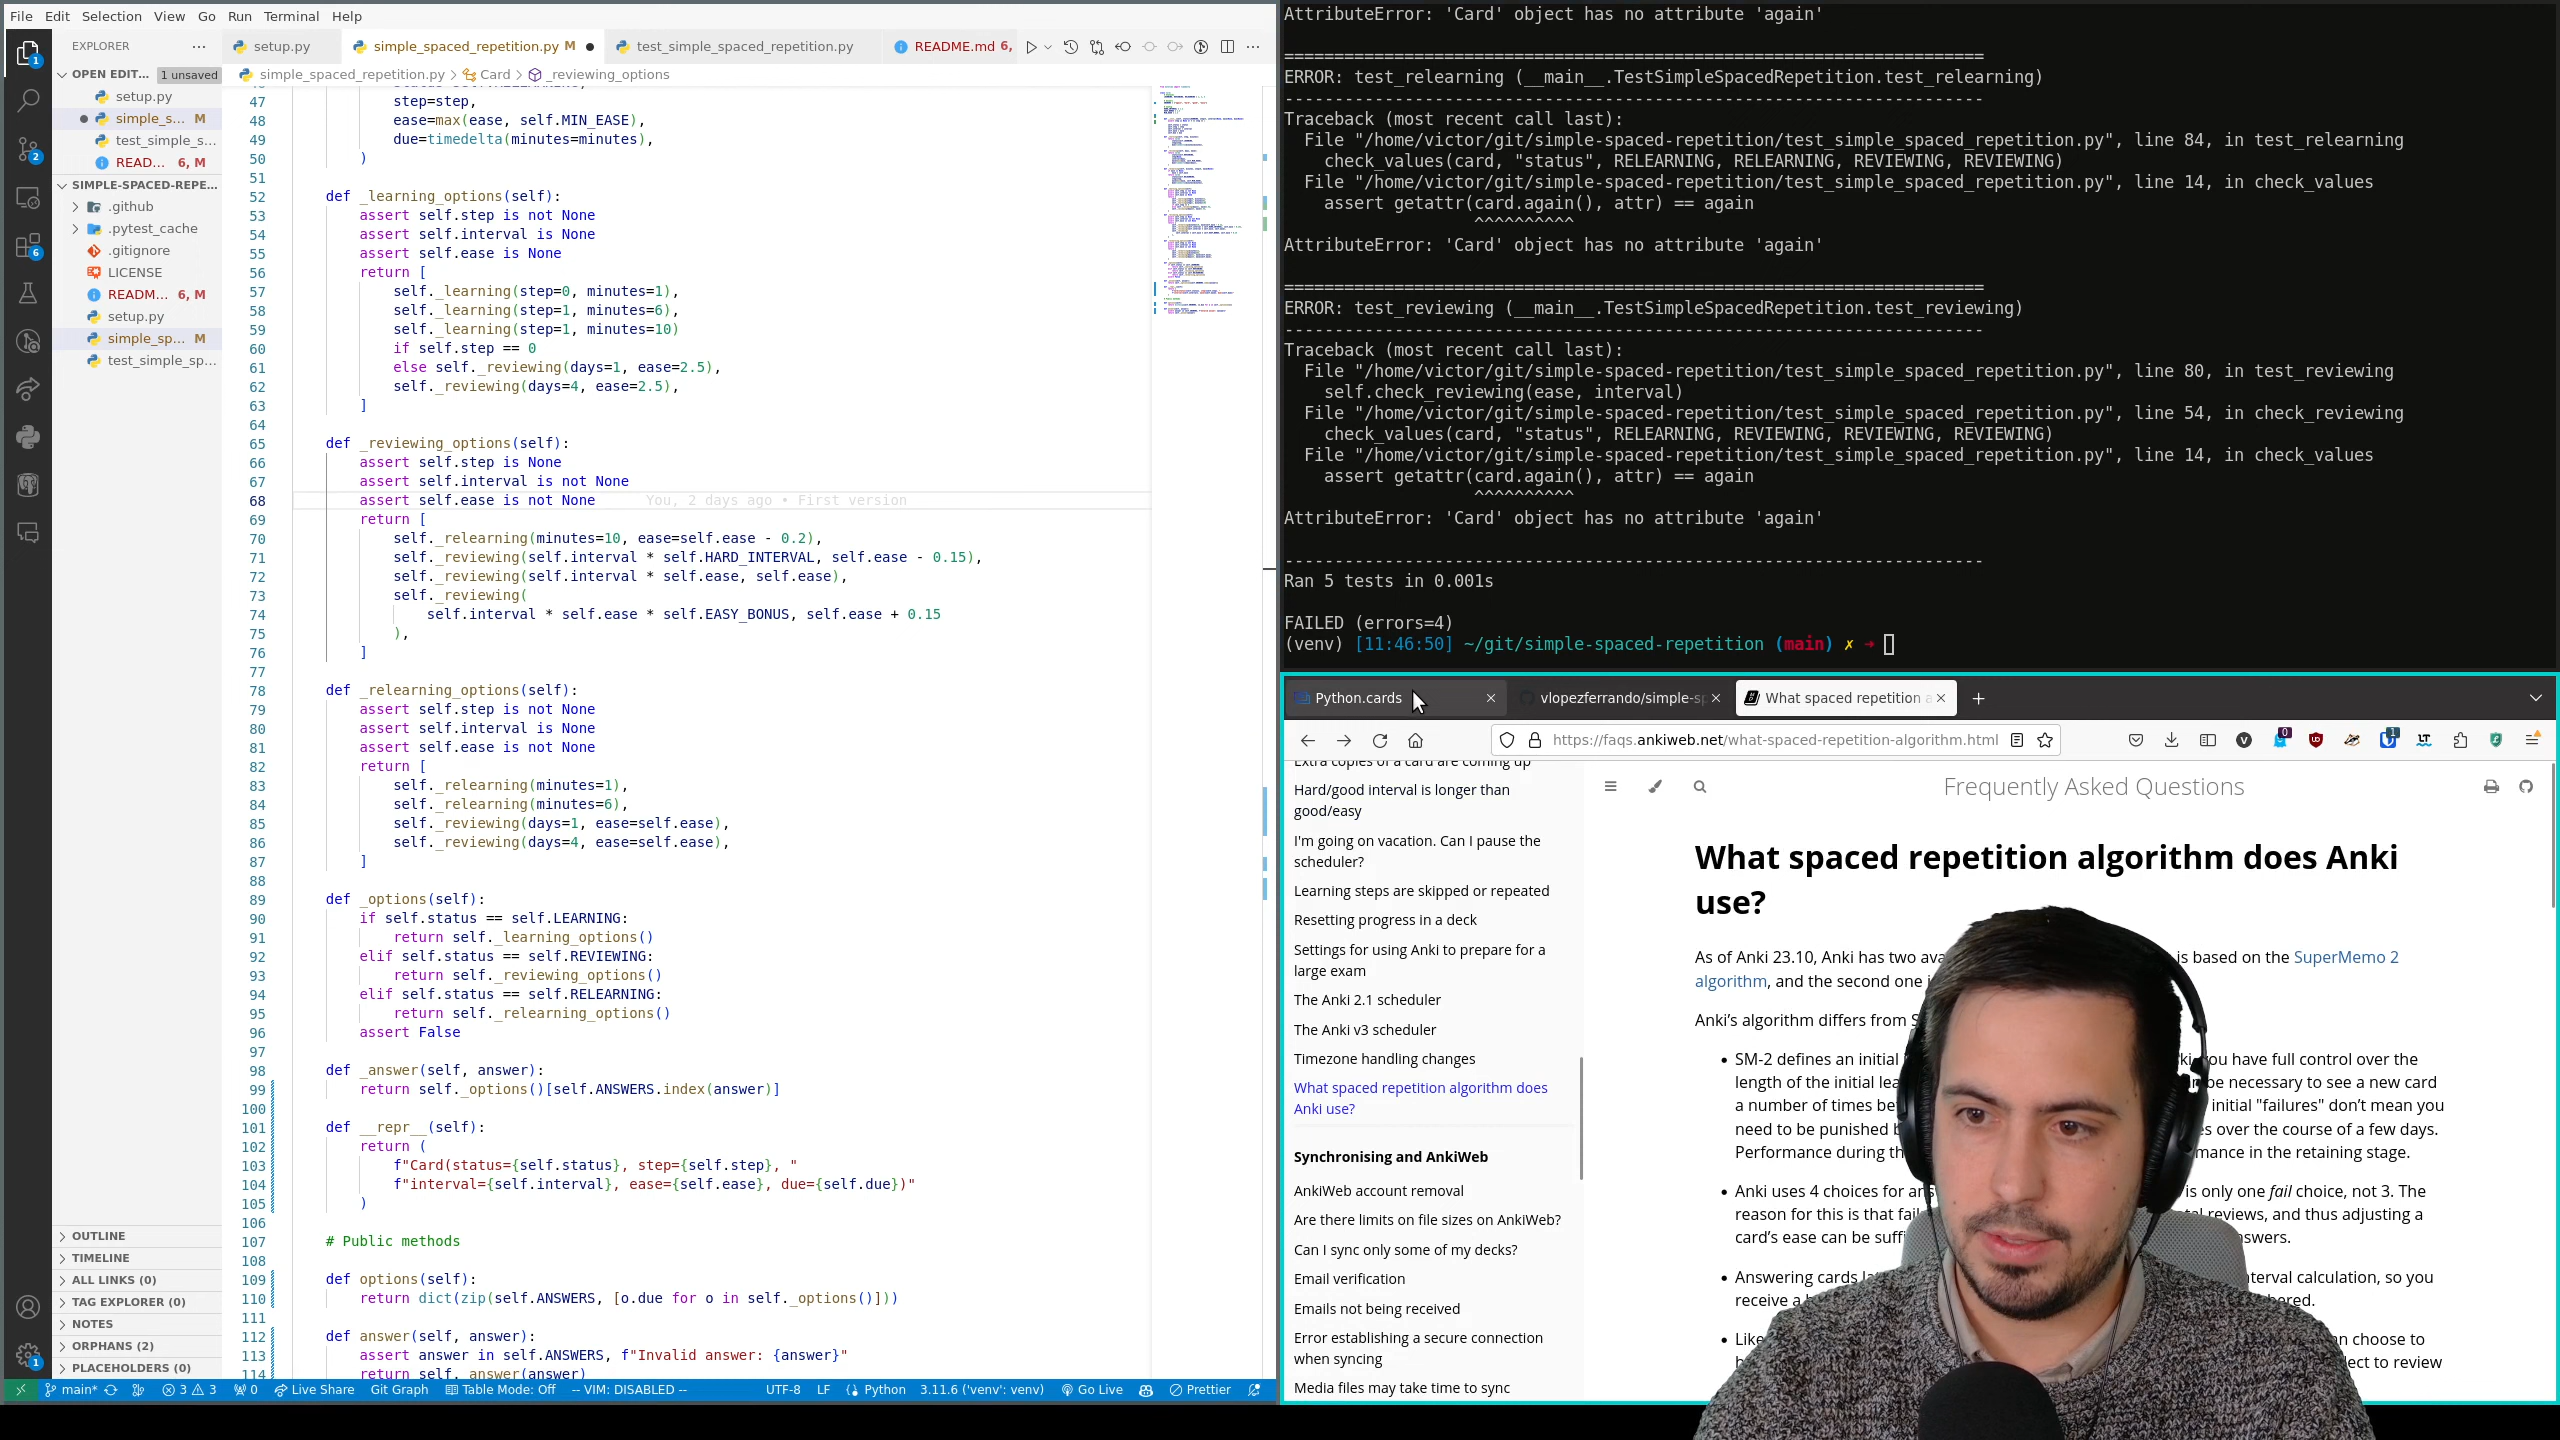 File Edit Selection View Go Run Terminal Help
EXPLORER
OPEN EDIT... 1 unsaved
setup.py
simple_s... M
test_simple_s...
READ... 6, M
SIMPLE-SPACED-REPE...
.github
.pytest_cache
.gitignore
LICENSE
READM... 6, M
setup.py
simple_sp... M
test_simple_sp...
OUTLINE
TIMELINE
ALL LINKS (0)
TAG EXPLORER (0)
NOTES
ORPHANS (2)
PLACEHOLDERS (0)
1
2
6
1
setup.py simple_spaced_repetition.py M test_simple_spaced_repetition.py README.md 6,
simple_spaced_repetition.py > Card > _reviewing_options
47 step=step,
48 ease=max(ease, self.MIN_EASE),
49 due=timedelta(minutes=minutes),
50 )
51
52 def _learning_options(self):
53 assert self.step is not None
54 assert self.interval is None
55 assert self.ease is None
56 return [
57 self._learning(step=0, minutes=1),
58 self._learning(step=1, minutes=6),
59 self._learning(step=1, minutes=10)
60 if self.step == 0
61 else self._reviewing(days=1, ease=2.5),
62 self._reviewing(days=4, ease=2.5),
63 ]
64
65 def _reviewing_options(self):
66 assert self.step is None
67 assert self.interval is not None
68 assert self.ease is not None You, 2 days ago • First version
69 return [
70 self._relearning(minutes=10, ease=self.ease - 0.2),
71 self._reviewing(self.interval * self.HARD_INTERVAL, self.ease - 0.15),
72 self._reviewing(self.interval * self.ease, self.ease),
73 self._reviewing(
74 self.interval * self.ease * self.EASY_BONUS, self.ease + 0.15
75 ),
76 ]
77
78 def _relearning_options(self):
79 assert self.step is not None
80 assert self.interval is None
81 assert self.ease is not None
82 return [
83 self._relearning(minutes=1),
84 self._relearning(minutes=6),
85 self._reviewing(days=1, ease=self.ease),
86 self._reviewing(days=4, ease=self.ease),
87 ]
88
89 def _options(self):
90 if self.status == self.LEARNING:
91 return self._learning_options()
92 elif self.status == self.REVIEWING:
93 return self._reviewing_options()
94 elif self.status == self.RELEARNING:
95 return self._relearning_options()
96 assert False
97
98 def _answer(self, answer):
99 return self._options()[self.ANSWERS.index(answer)]
100
101 def __repr__(self):
102 return (
103 f"Card(status={self.status}, step={self.step}, "
104 f"interval={self.interval}, ease={self.ease}, due={self.due})"
105 )
106
107 # Public methods
108
109 def options(self):
110 return dict(zip(self.ANSWERS, [o.due for o in self._options()]))
111
112 def answer(self, answer):
113 assert answer in self.ANSWERS, f"Invalid answer: {answer}"
114 return self._answer(answer)
main* 3 3 0 Live Share Git Graph Table Mode: Off -- VIM: DISABLED -- UTF-8 LF Python 3.11.6 ('venv': venv) Go Live Prettier
AttributeError: 'Card' object has no attribute 'again'
======================================================================
ERROR: test_relearning (__main__.TestSimpleSpacedRepetition.test_relearning)
----------------------------------------------------------------------
Traceback (most recent call last):
File "/home/victor/git/simple-spaced-repetition/test_simple_spaced_repetition.py", line 84, in test_relearning
check_values(card, "status", RELEARNING, RELEARNING, REVIEWING, REVIEWING)
File "/home/victor/git/simple-spaced-repetition/test_simple_spaced_repetition.py", line 14, in check_values
assert getattr(card.again(), attr) == again
^^^^^^^^^^
AttributeError: 'Card' object has no attribute 'again'
======================================================================
ERROR: test_reviewing (__main__.TestSimpleSpacedRepetition.test_reviewing)
----------------------------------------------------------------------
Traceback (most recent call last):
File "/home/victor/git/simple-spaced-repetition/test_simple_spaced_repetition.py", line 80, in test_reviewing
self.check_reviewing(ease, interval)
File "/home/victor/git/simple-spaced-repetition/test_simple_spaced_repetition.py", line 54, in check_reviewing
check_values(card, "status", RELEARNING, REVIEWING, REVIEWING, REVIEWING)
File "/home/victor/git/simple-spaced-repetition/test_simple_spaced_repetition.py", line 14, in check_values
assert getattr(card.again(), attr) == again
^^^^^^^^^^
AttributeError: 'Card' object has no attribute 'again'
----------------------------------------------------------------------
Ran 5 tests in 0.001s
FAILED (errors=4)
(venv) [11:46:50] ~/git/simple-spaced-repetition (main) ✗ ➜
Python.cards vlopezferrando/simple-sp What spaced repetition a
https://faqs.ankiweb.net/what-spaced-repetition-algorithm.html
0
1
Extra copies of a card are coming up
Hard/good interval is longer than
good/easy
I'm going on vacation. Can I pause the
scheduler?
Learning steps are skipped or repeated
Resetting progress in a deck
Settings for using Anki to prepare for a
large exam
The Anki 2.1 scheduler
The Anki v3 scheduler
Timezone handling changes
What spaced repetition algorithm does
Anki use?
Synchronising and AnkiWeb
AnkiWeb account removal
Are there limits on file sizes on AnkiWeb?
Can I sync only some of my decks?
Email verification
Emails not being received
Error establishing a secure connection
when syncing
Media files may take time to sync
Frequently Asked Questions
What spaced repetition algorithm does Anki
use?
As of Anki 23.10, Anki has two is based on the SuperMemo 2
algorithm, and the second one
Anki's algorithm differs from
• SM-2 defines an initial you have full control over the
length of the initial be necessary to see a new card
a number of times initial "failures" don't mean you
need to be punished over the course of a few days.
Performance during in the retaining stage.
• Anki uses 4 choices for is only one fail choice, not 3. The
reason for this is that reviews, and thus adjusting a
card's ease can be
• Answering cards calculation, so you
receive a
• choose to
to review